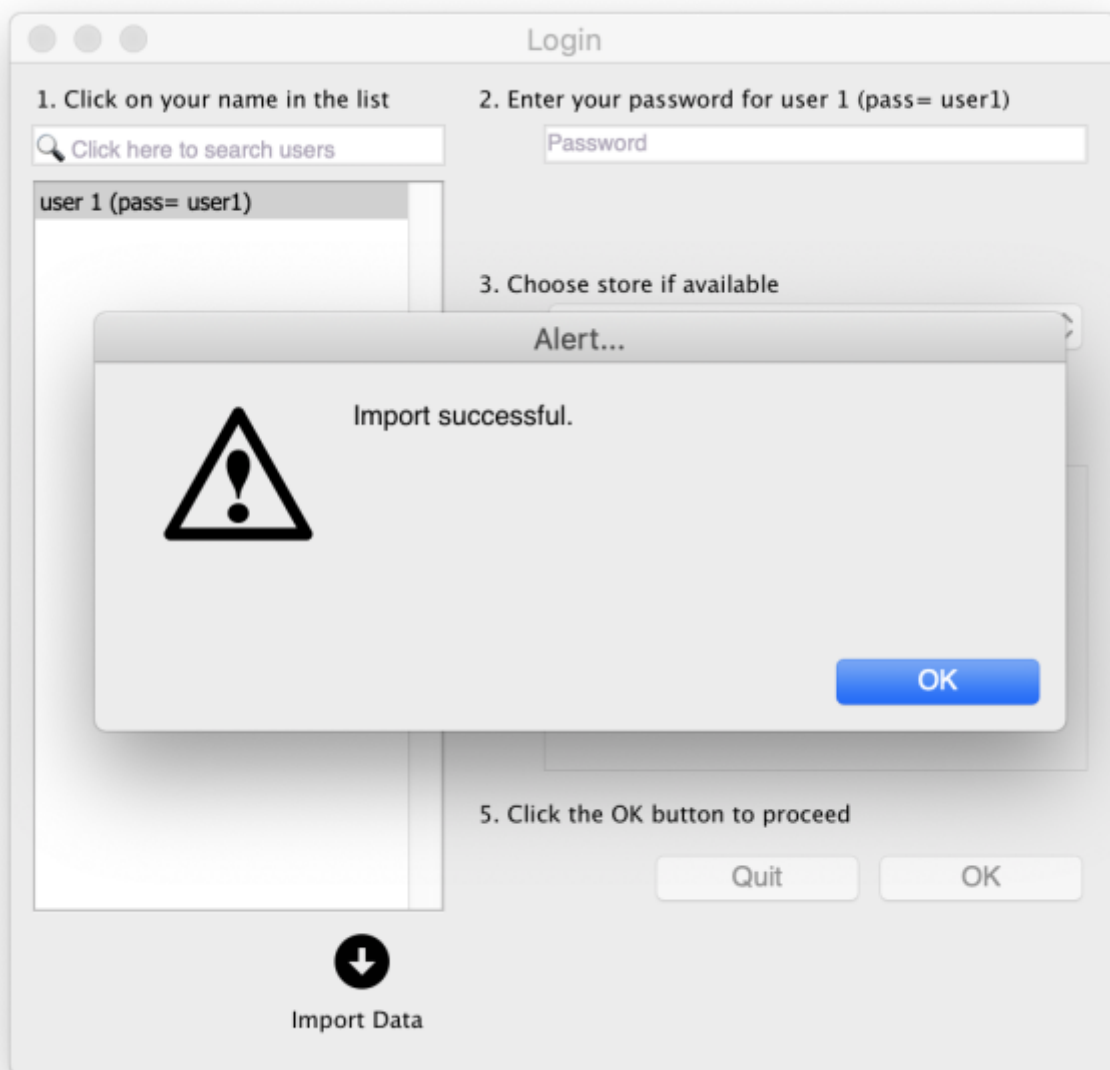 Login
1. Click on your name in the list
2. Enter your password for user 1 (pass= user1)
Click here to search users
Password
user 1 (pass= user1)
3. Choose store if available
Alert...
Import successful.
OK
5. Click the OK button to proceed
Quit
OK
Import Data